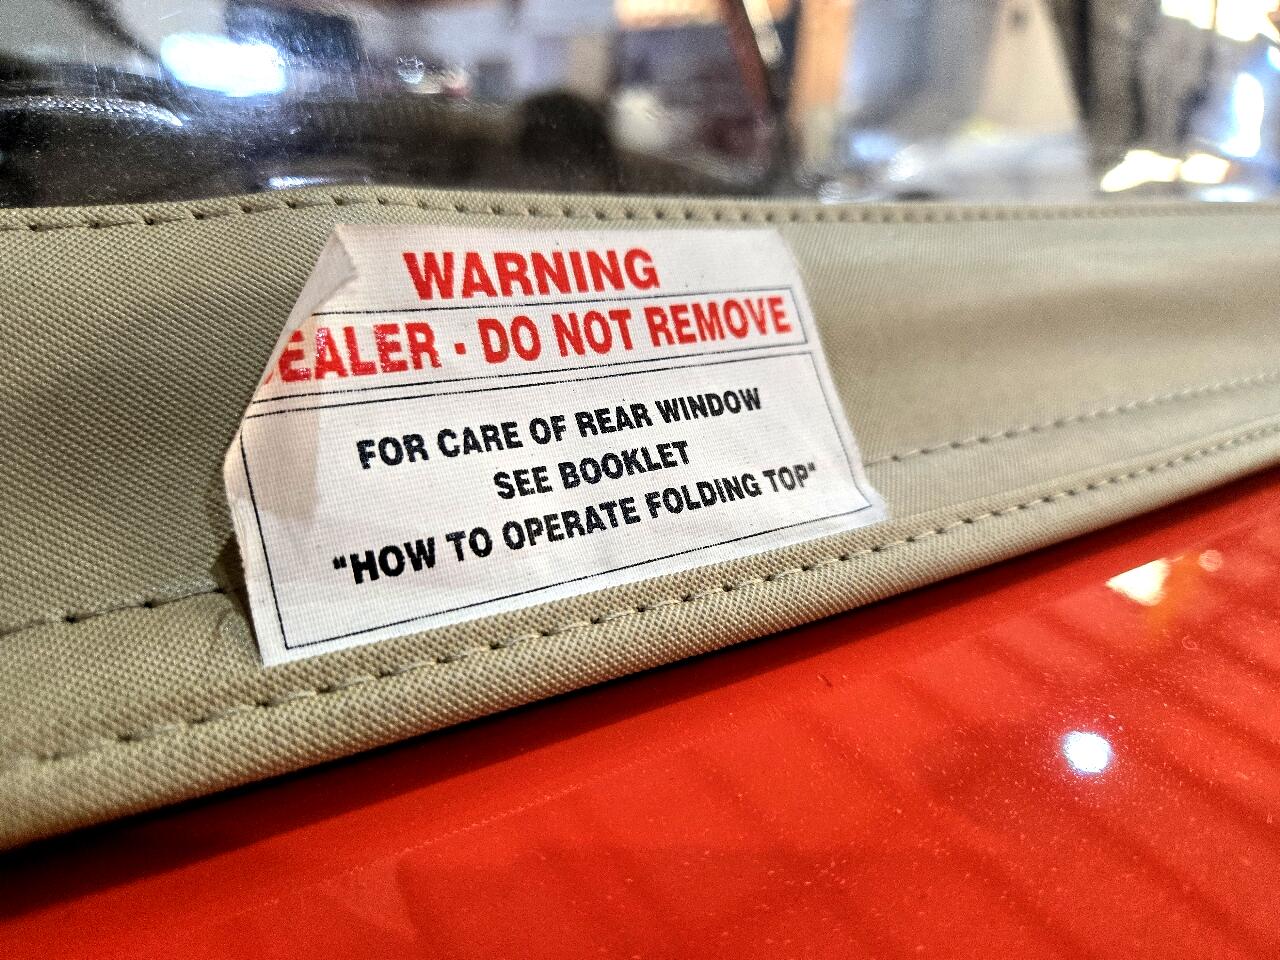 WARNING
EALER · DO NOT REMOVE
FOR CARE OF REAR WINDOW
SEE BOOKLET
"HOW TO OPERATE FOLDING TOP"